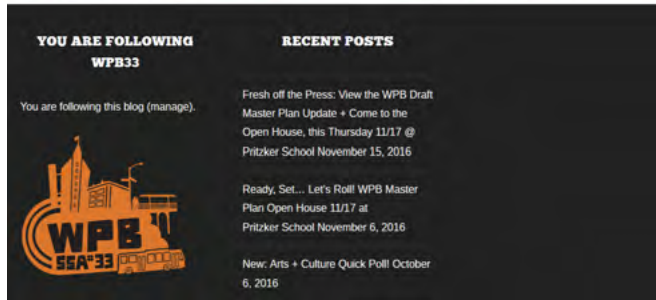 YOU ARE FOLLOWING
WPB33
You are following this blog (manage).
WPB
SSA#33
RECENT POSTS
Fresh off the Press: View the WPB Draft
Master Plan Update + Come to the
Open House, this Thursday 11/17 @
Pritzker School November 15, 2016
Ready, Set... Let's Roll! WPB Master
Plan Open House 11/17 at
Pritzker School November 6, 2016
New: Arts + Culture Quick Poll! October
6, 2016